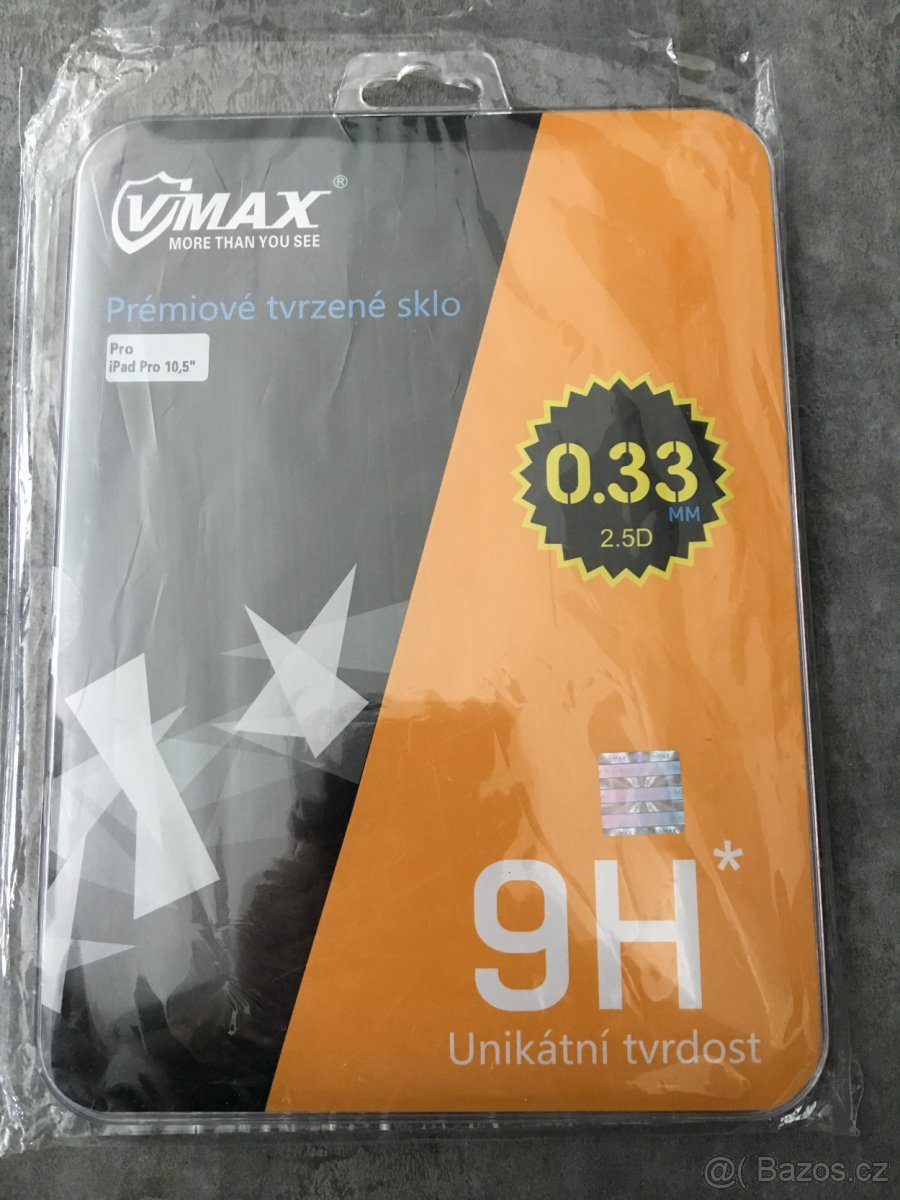 VMAX®
MORE THAN YOU SEE
Prémiové tvrzené sklo
Pro
iPad Pro 10,5"
0.33
MM
2.5D
9H*
Unikátní tvrdost
@( Bazos.cz